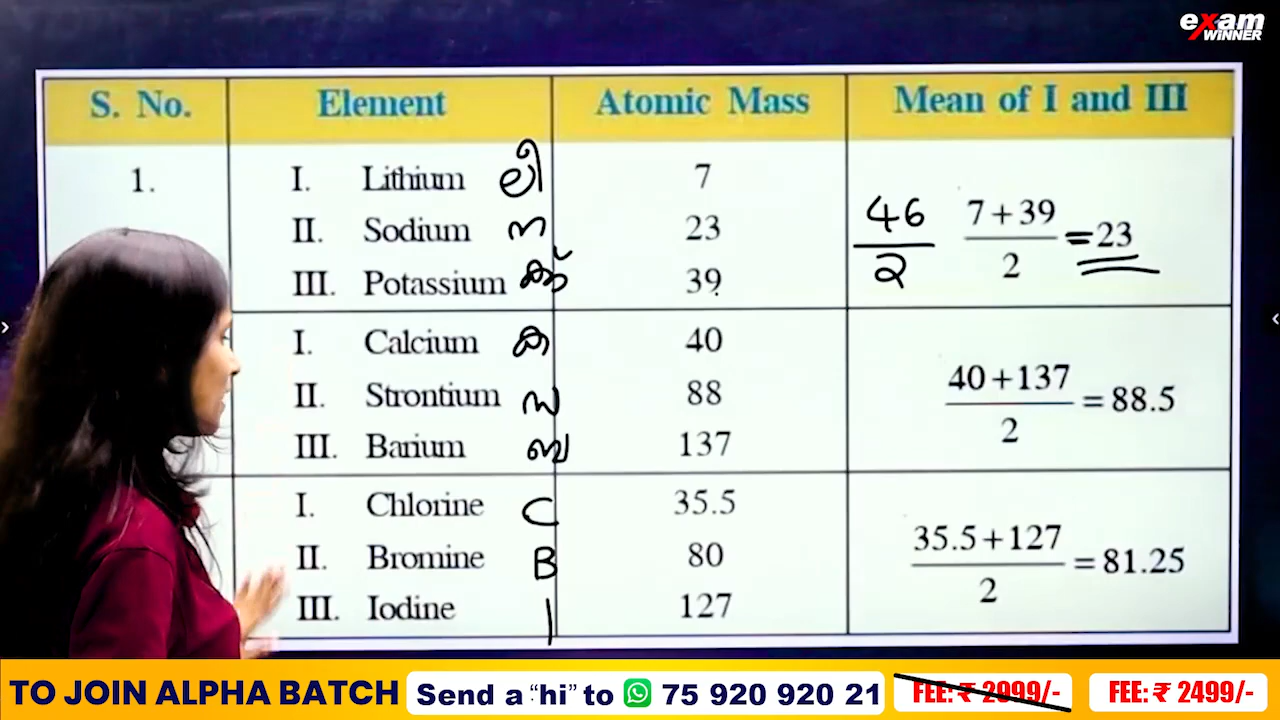 exam
WINNER
S. No. Element Atomic Mass Mean of I and III
1. I. Lithium ലി 7
II. Sodium ന 23
III. Potassium ക് 39
46/2 (7+39)/2 = 23
I. Calcium ക 40
II. Strontium സ 88
III. Barium ബ 137
(40+137)/2 = 88.5
I. Chlorine C 35.5
II. Bromine B 80
III. Iodine I 127
(35.5+127)/2 = 81.25
TO JOIN ALPHA BATCH Send a “hi” to 75 920 920 21 FEE: ₹ 2999/- FEE: ₹ 2499/-